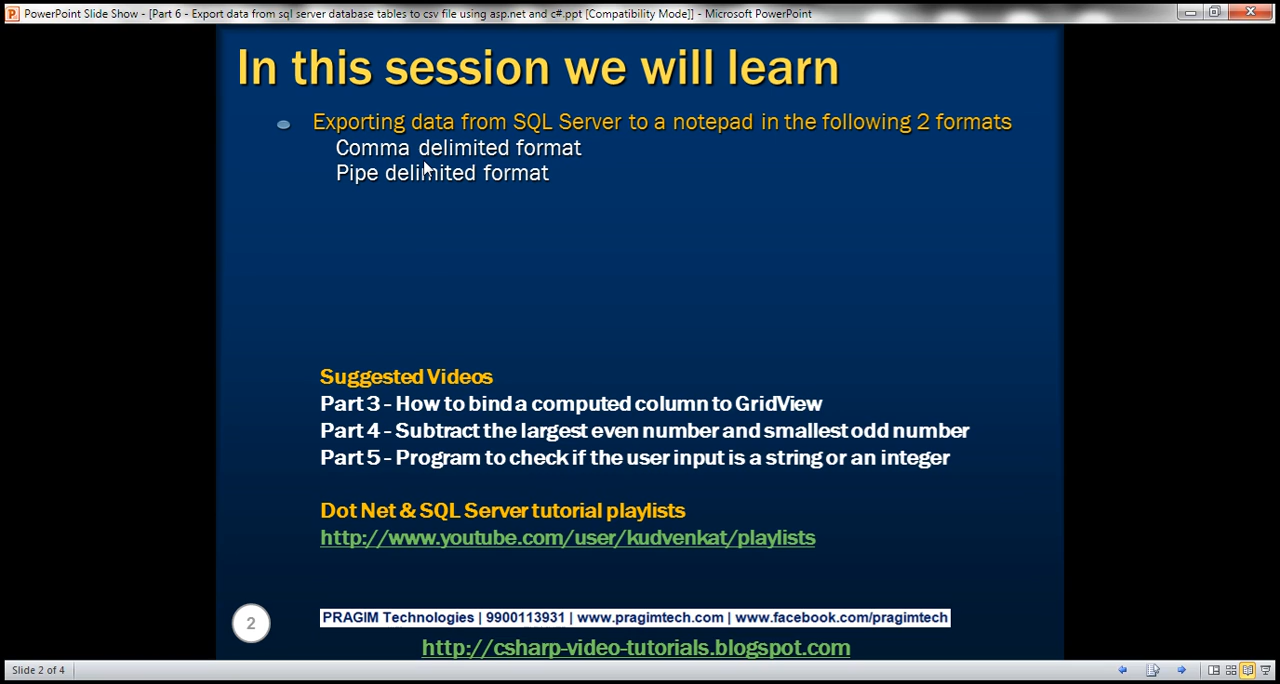 PowerPoint Slide Show - [Part 6 - Export data from sql server database tables to csv file using asp.net and c#.ppt [Compatibility Mode]] - Microsoft PowerPoint
In this session we will learn
Exporting data from SQL Server to a notepad in the following 2 formats
Comma delimited format
Pipe delimited format
Suggested Videos
Part 3 - How to bind a computed column to GridView
Part 4 - Subtract the largest even number and smallest odd number
Part 5 - Program to check if the user input is a string or an integer
Dot Net & SQL Server tutorial playlists
http://www.youtube.com/user/kudvenkat/playlists
2
PRAGIM Technologies | 9900113931 | www.pragimtech.com | www.facebook.com/pragimtech
http://csharp-video-tutorials.blogspot.com
Slide 2 of 4